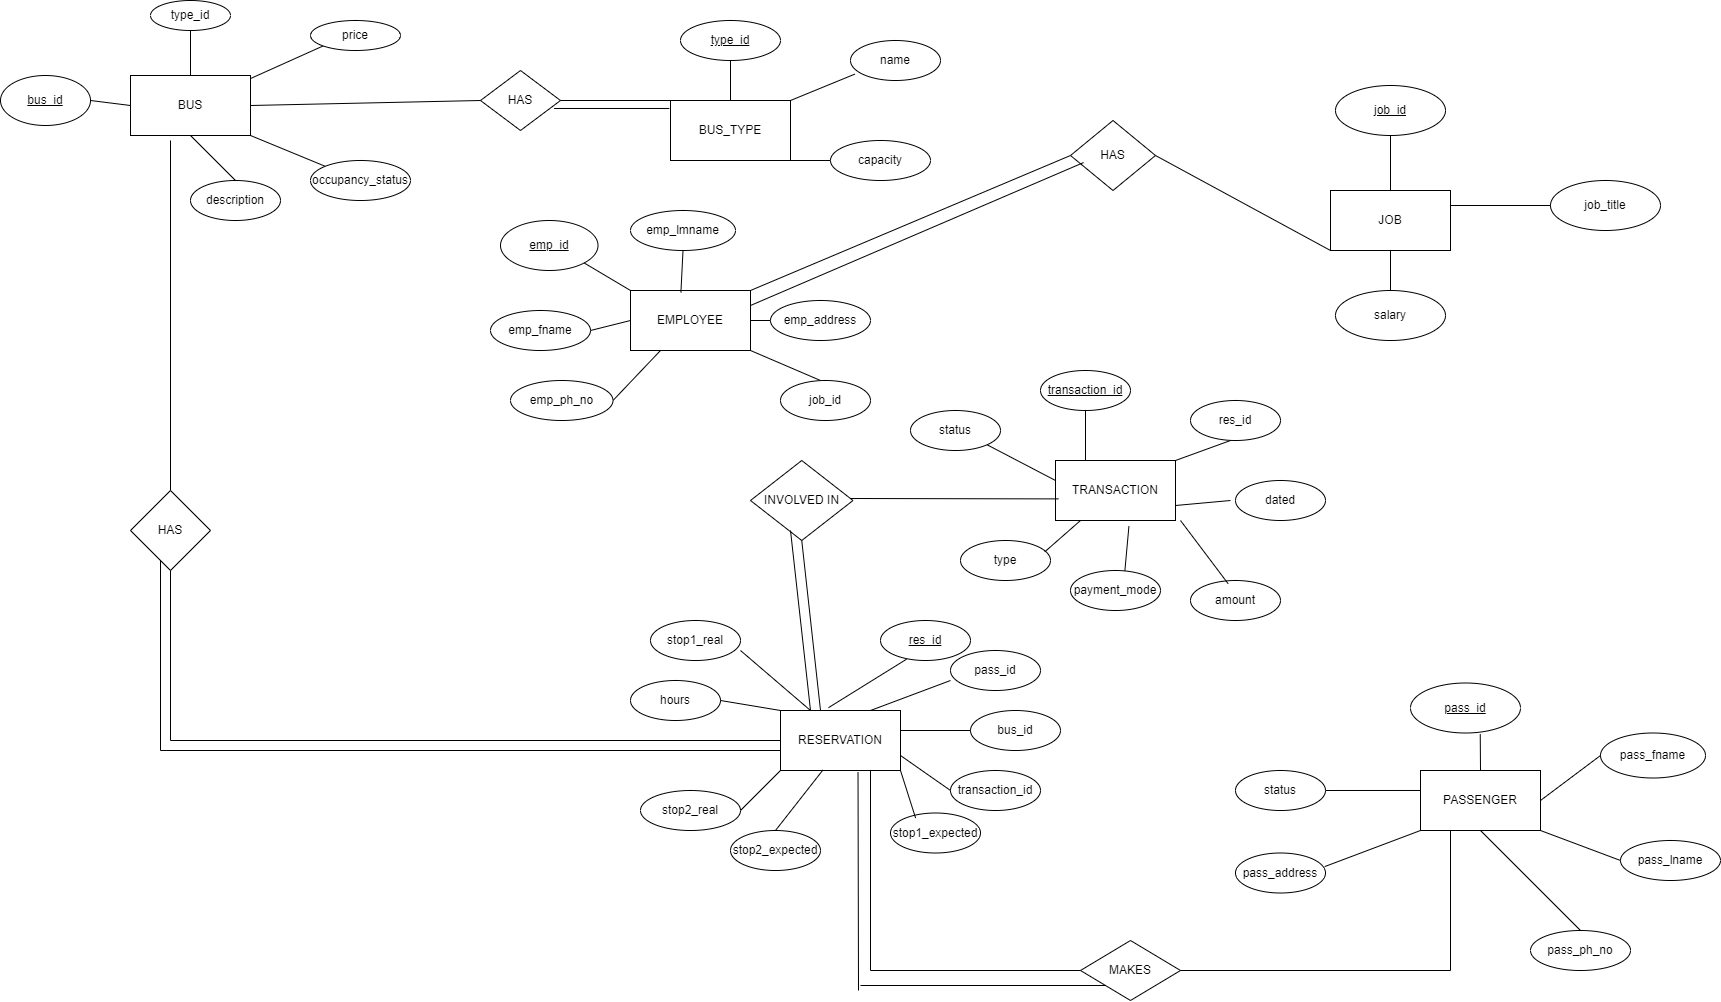 type_id
price
bus_id
BUS
HAS
type_id
name
BUS_TYPE
capacity
description
occupancy_status
HAS
job_id
JOB
job_title
salary
emp_id
emp_lmname
emp_fname
EMPLOYEE
emp_address
emp_ph_no
job_id
transaction_id
status
res_id
TRANSACTION
dated
type
payment_mode
amount
INVOLVED IN
HAS
stop1_real
res_id
pass_id
hours
RESERVATION
bus_id
transaction_id
stop2_real
stop2_expected
stop1_expected
pass_id
pass_fname
status
PASSENGER
pass_address
pass_lname
pass_ph_no
MAKES